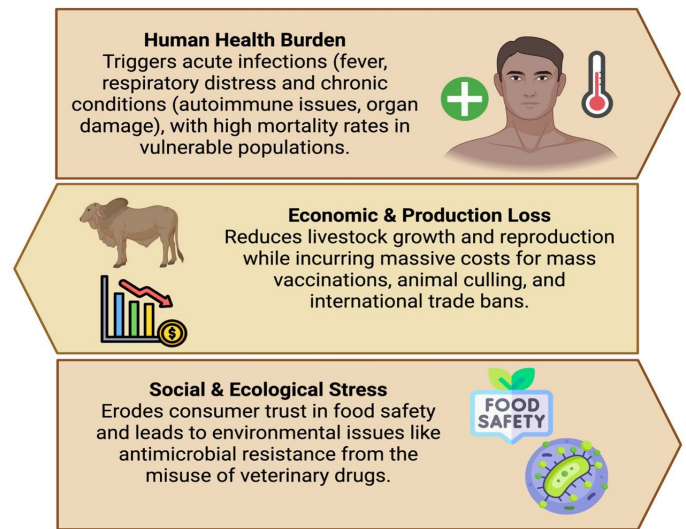 Human Health Burden
Triggers acute infections (fever,
respiratory distress and chronic
conditions (autoimmune issues, organ
damage), with high mortality rates in
vulnerable populations.
Economic & Production Loss
Reduces livestock growth and reproduction
while incurring massive costs for mass
vaccinations, animal culling, and
international trade bans.
$
Social & Ecological Stress
Erodes consumer trust in food safety
and leads to environmental issues like
antimicrobial resistance from the
misuse of veterinary drugs.
FOOD
SAFETY